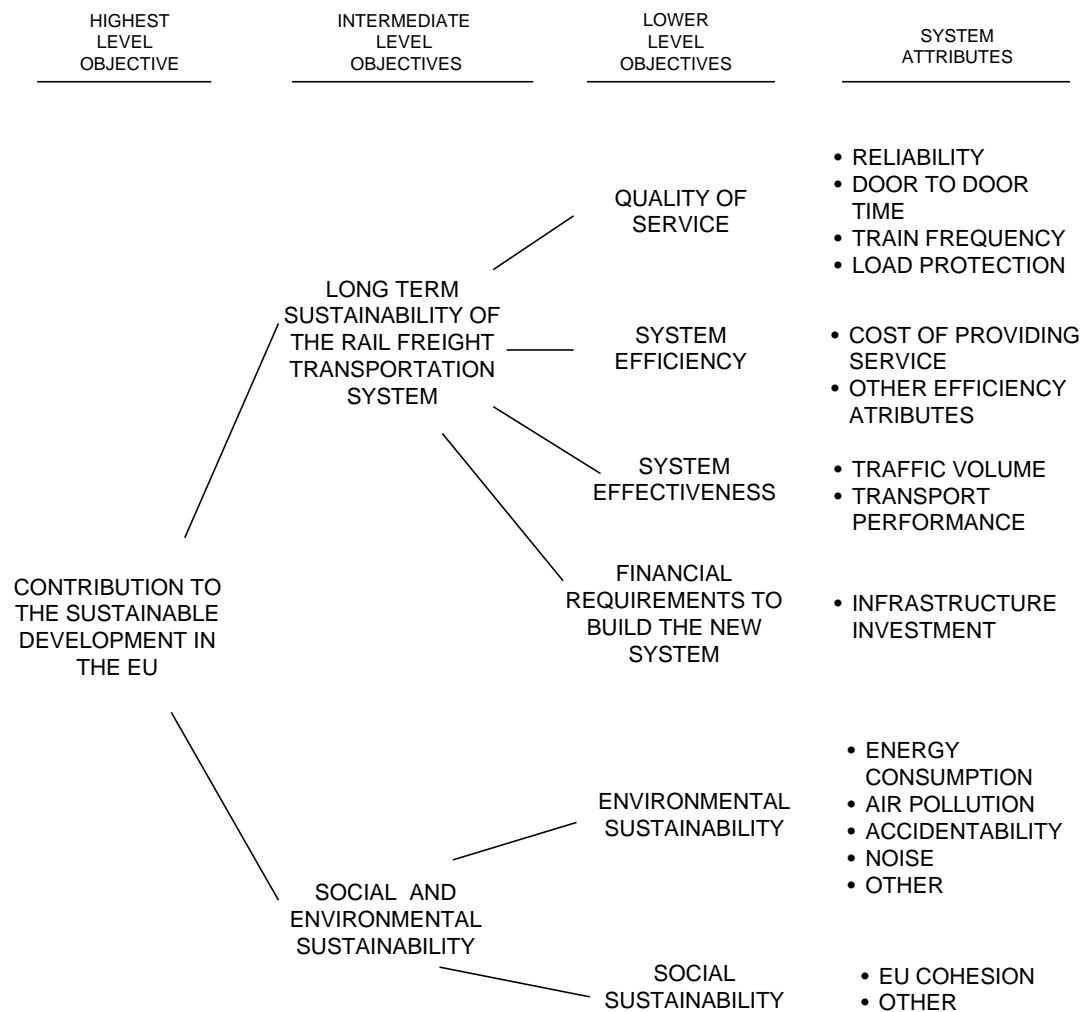 HIGHEST
LEVEL
OBJECTIVE
INTERMEDIATE
LEVEL
OBJECTIVES
LOWER
LEVEL
OBJECTIVES
SYSTEM
ATTRIBUTES
CONTRIBUTION TO
THE SUSTAINABLE
DEVELOPMENT IN
THE EU
LONG TERM
SUSTAINABILITY OF
THE RAIL FREIGHT
TRANSPORTATION
SYSTEM
QUALITY OF
SERVICE
• RELIABILITY
• DOOR TO DOOR
TIME
• TRAIN FREQUENCY
• LOAD PROTECTION
SYSTEM
EFFICIENCY
• COST OF PROVIDING
SERVICE
• OTHER EFFICIENCY
ATRIBUTES
SYSTEM
EFFECTIVENESS
• TRAFFIC VOLUME
• TRANSPORT
PERFORMANCE
FINANCIAL
REQUIREMENTS TO
BUILD THE NEW
SYSTEM
• INFRASTRUCTURE
INVESTMENT
SOCIAL AND
ENVIRONMENTAL
SUSTAINABILITY
ENVIRONMENTAL
SUSTAINABILITY
• ENERGY
CONSUMPTION
• AIR POLLUTION
• ACCIDENTABILITY
• NOISE
• OTHER
SOCIAL
SUSTAINABILITY
• EU COHESION
• OTHER